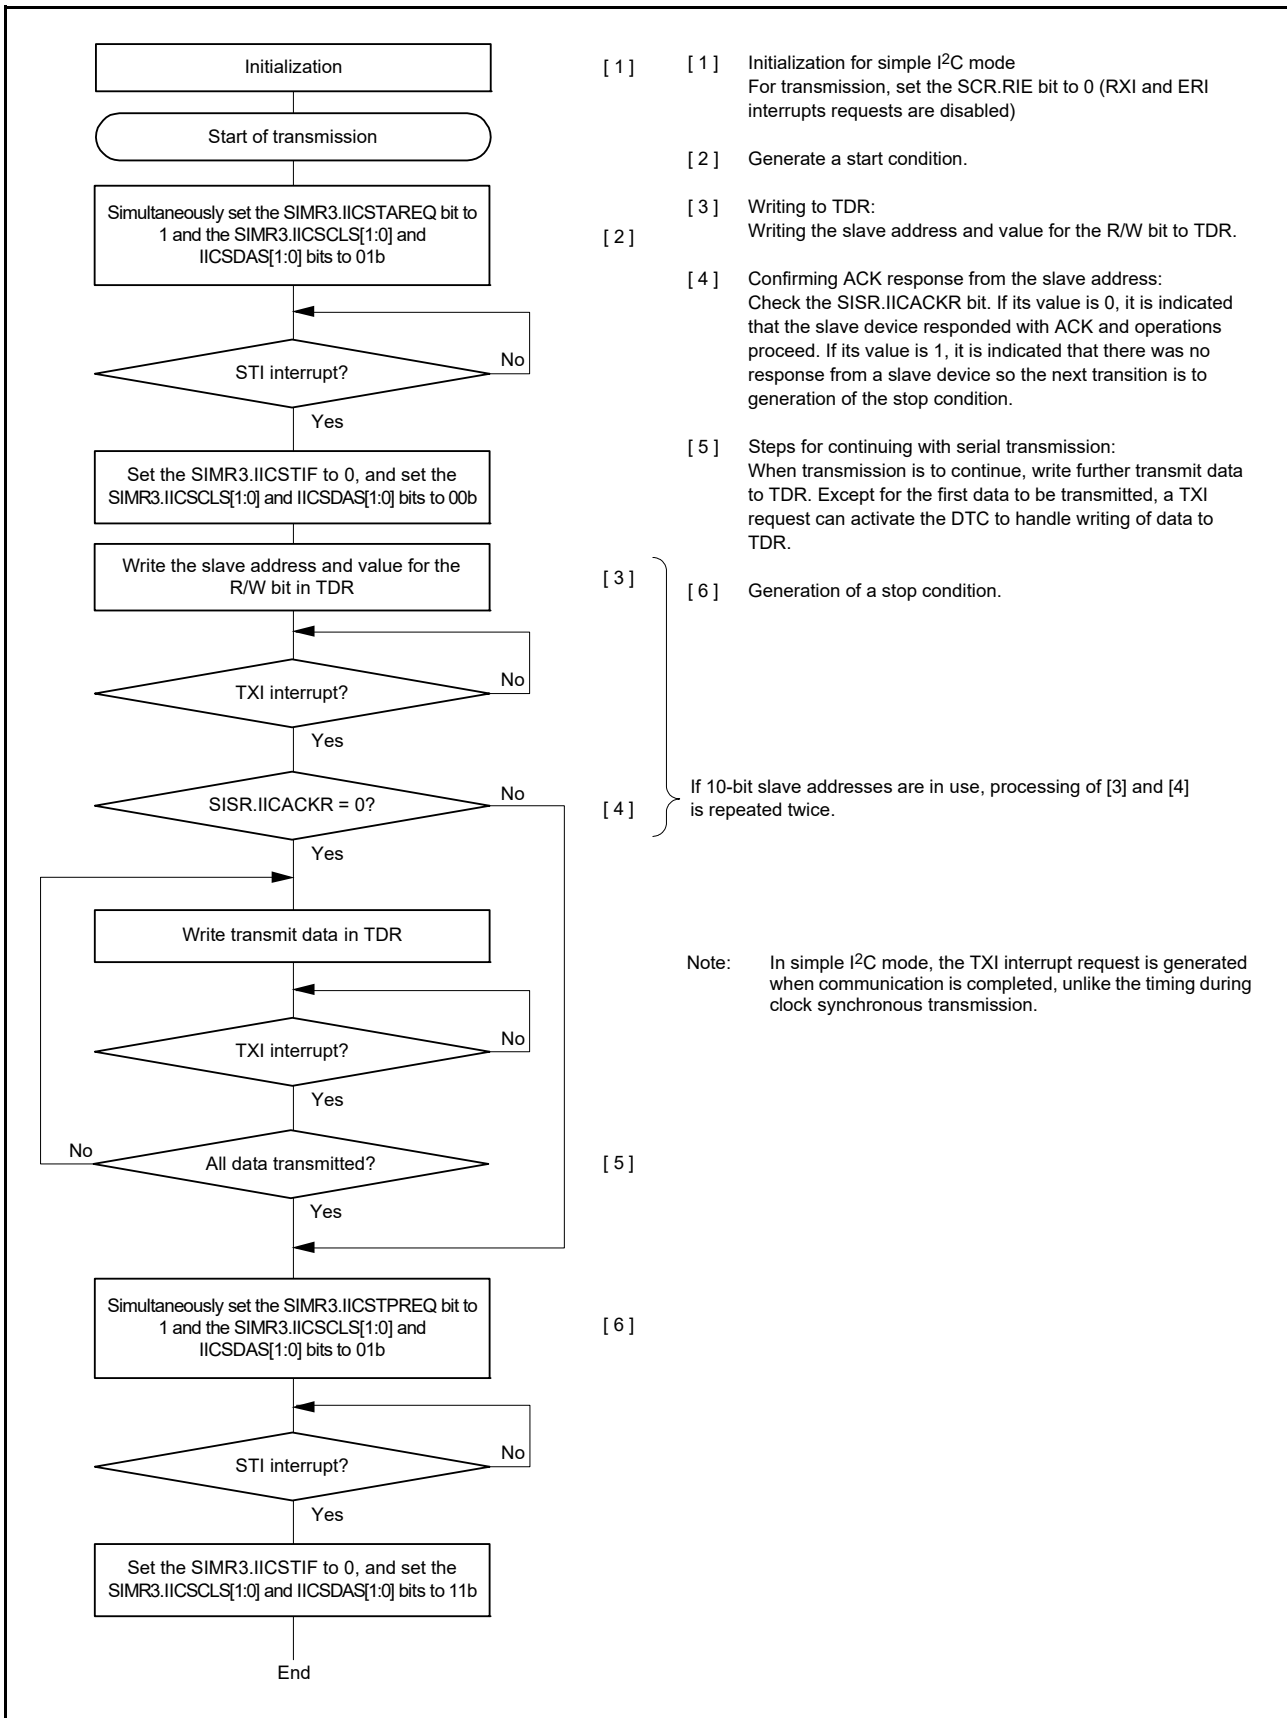 Initialization
[ 1 ]
Start of transmission
Simultaneously set the SIMR3.IICSTAREQ bit to
1 and the SIMR3.IICSCLS[1:0] and
IICSDAS[1:0] bits to 01b
[ 2 ]
STI interrupt?
No
Yes
Set the SIMR3.IICSTIF to 0, and set the
SIMR3.IICSCLS[1:0] and IICSDAS[1:0] bits to 00b
Write the slave address and value for the
R/W bit in TDR
[ 3 ]
TXI interrupt?
No
Yes
SISR.IICACKR = 0?
No
[ 4 ]
Yes
Write transmit data in TDR
TXI interrupt?
No
Yes
All data transmitted?
No
[ 5 ]
Yes
Simultaneously set the SIMR3.IICSTPREQ bit to
1 and the SIMR3.IICSCLS[1:0] and
IICSDAS[1:0] bits to 01b
[ 6 ]
STI interrupt?
No
Yes
Set the SIMR3.IICSTIF to 0, and set the
SIMR3.IICSCLS[1:0] and IICSDAS[1:0] bits to 11b
End
[ 1 ] Initialization for simple I2C mode
For transmission, set the SCR.RIE bit to 0 (RXI and ERI
interrupts requests are disabled)
[ 2 ] Generate a start condition.
[ 3 ] Writing to TDR:
Writing the slave address and value for the R/W bit to TDR.
[ 4 ] Confirming ACK response from the slave address:
Check the SISR.IICACKR bit. If its value is 0, it is indicated
that the slave device responded with ACK and operations
proceed. If its value is 1, it is indicated that there was no
response from a slave device so the next transition is to
generation of the stop condition.
[ 5 ] Steps for continuing with serial transmission:
When transmission is to continue, write further transmit data
to TDR. Except for the first data to be transmitted, a TXI
request can activate the DTC to handle writing of data to
TDR.
[ 6 ] Generation of a stop condition.
If 10-bit slave addresses are in use, processing of [3] and [4]
is repeated twice.
Note: In simple I2C mode, the TXI interrupt request is generated
when communication is completed, unlike the timing during
clock synchronous transmission.